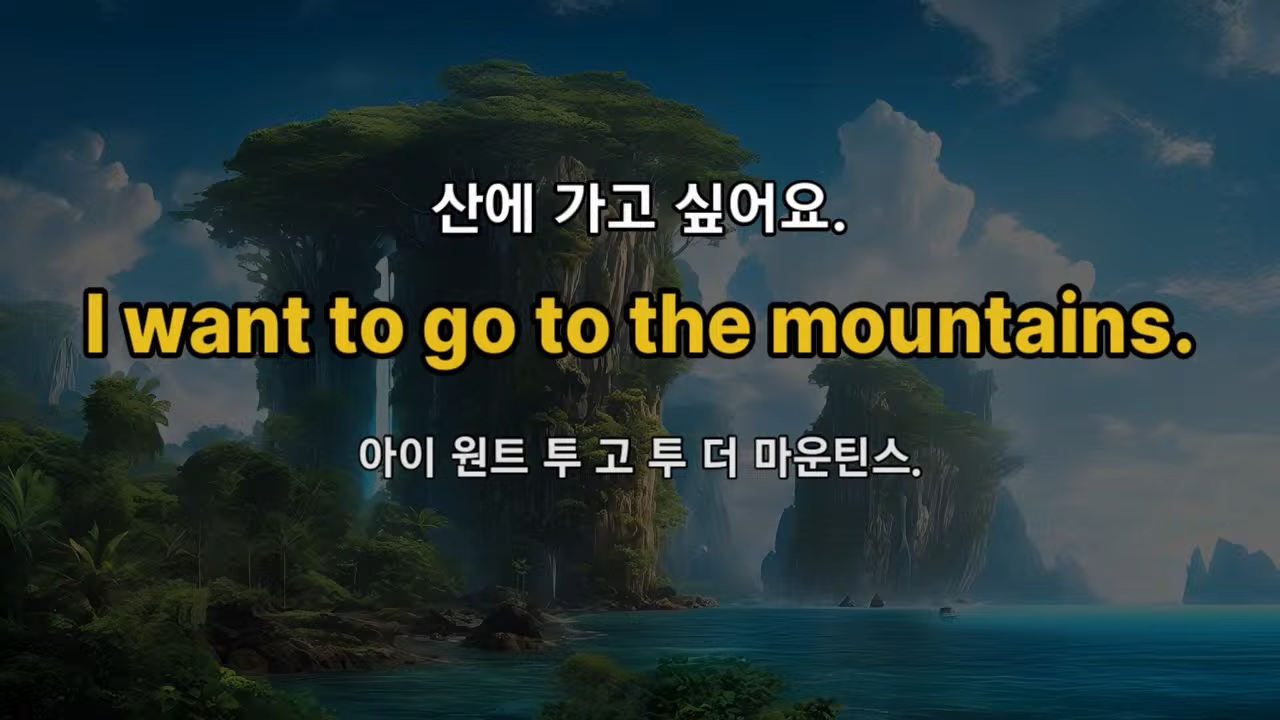 산에 가고 싶어요.
I want to go to the mountains.
아이 원트 투 고 투 더 마운틴스.